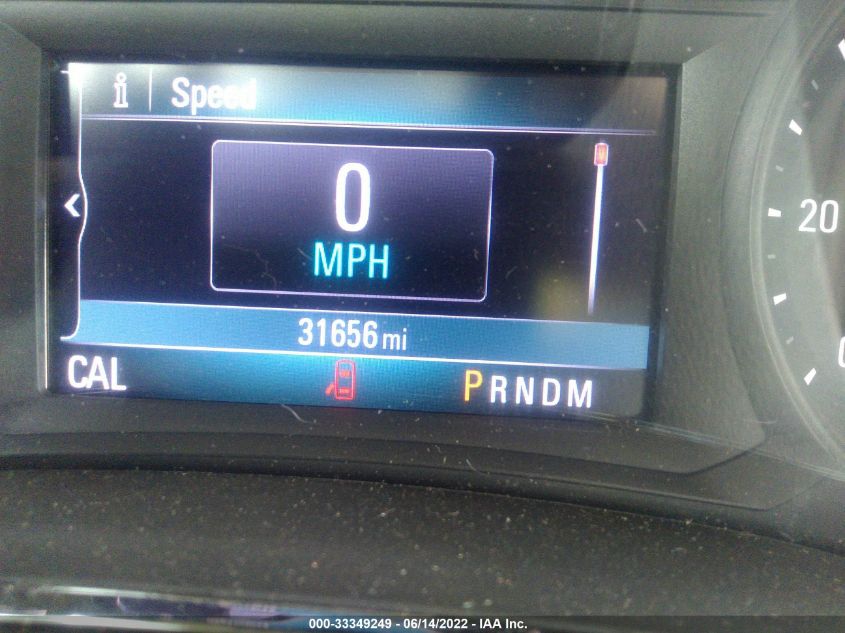 i Speed
0
MPH
20
31656 mi
CAL PRNDM
000-33349249 - 06/14/2022 - IAA Inc.